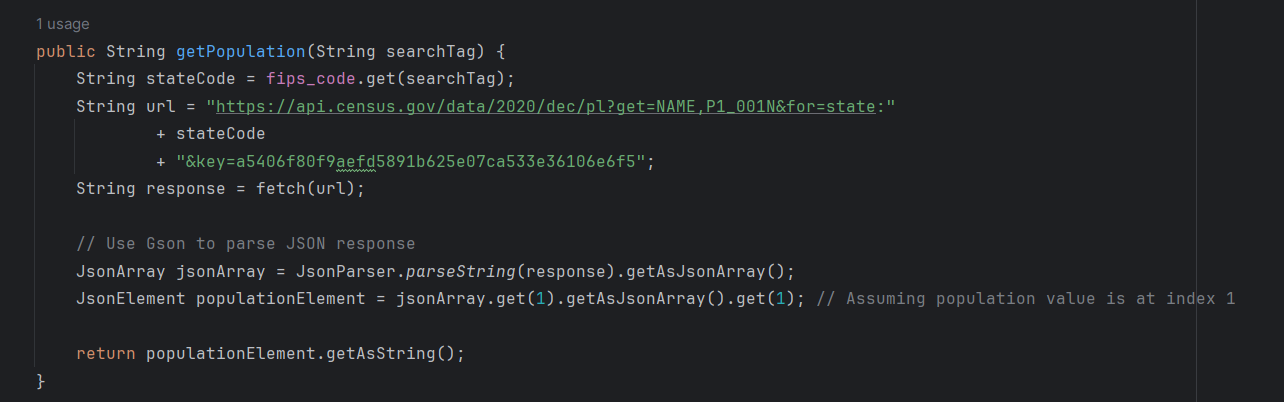 1 usage
public String getPopulation(String searchTag) {
String stateCode = fips_code.get(searchTag);
String url = "https://api.census.gov/data/2020/dec/pl?get=NAME,P1_001N&for=state:"
+ stateCode
+ "&key=a5406f80f9aefd5891b625e07ca533e36106e6f5";
String response = fetch(url);
// Use Gson to parse JSON response
JsonArray jsonArray = JsonParser.parseString(response).getAsJsonArray();
JsonElement populationElement = jsonArray.get(1).getAsJsonArray().get(1); // Assuming population value is at index 1
return populationElement.getAsString();
}